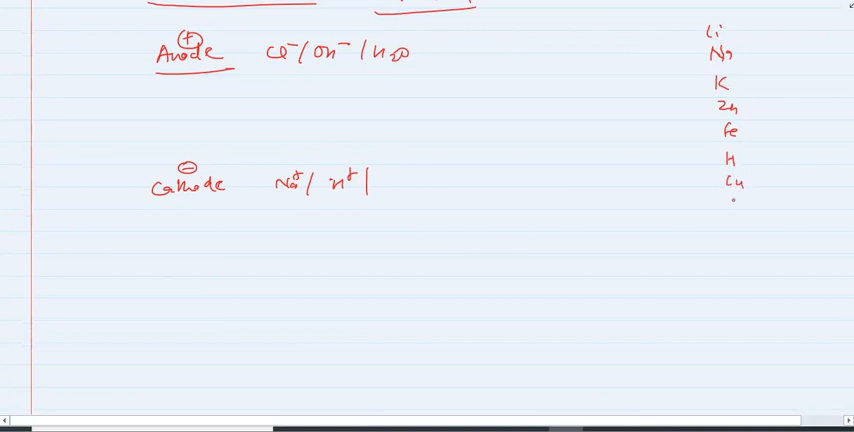 +
Anode Cl⁻ / OH⁻ / H₂O
−
Cathode Na⁺ / H⁺ |
Li
Na
K
Zn
Fe
H
Cu